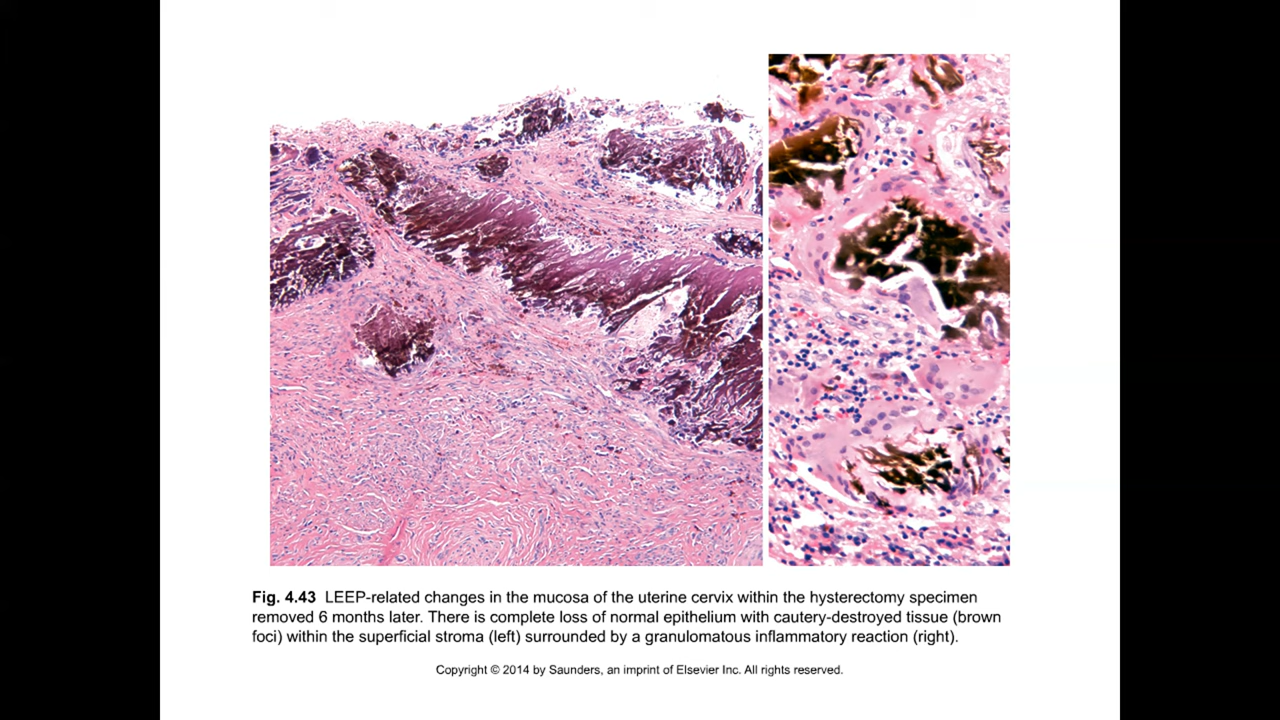 Fig. 4.43 LEEP-related changes in the mucosa of the uterine cervix within the hysterectomy specimen
removed 6 months later. There is complete loss of normal epithelium with cautery-destroyed tissue (brown
foci) within the superficial stroma (left) surrounded by a granulomatous inflammatory reaction (right).
Copyright © 2014 by Saunders, an imprint of Elsevier Inc. All rights reserved.